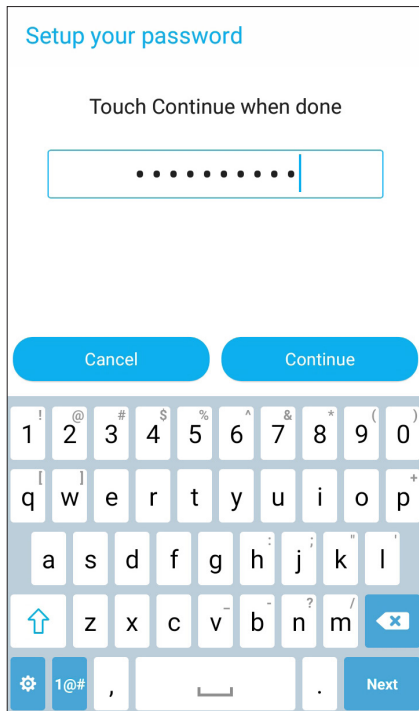 Setup your password
Touch Continue when done
••••••••••
Cancel Continue
! @ # $ % ^ & * ( )
1 2 3 4 5 6 7 8 9 0
[ ] +
q w e r t y u i o p
: ; " '
a s d f g h j k l
_ - ? /
z x c v b n m
1@# , . Next